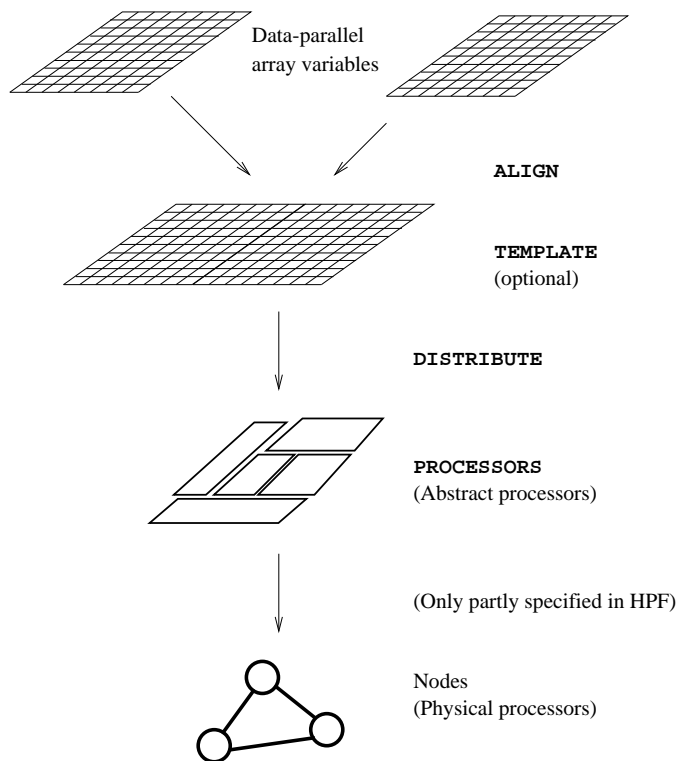 Data-parallel
array variables
ALIGN
TEMPLATE
(optional)
DISTRIBUTE
PROCESSORS
(Abstract processors)
(Only partly specified in HPF)
Nodes
(Physical processors)